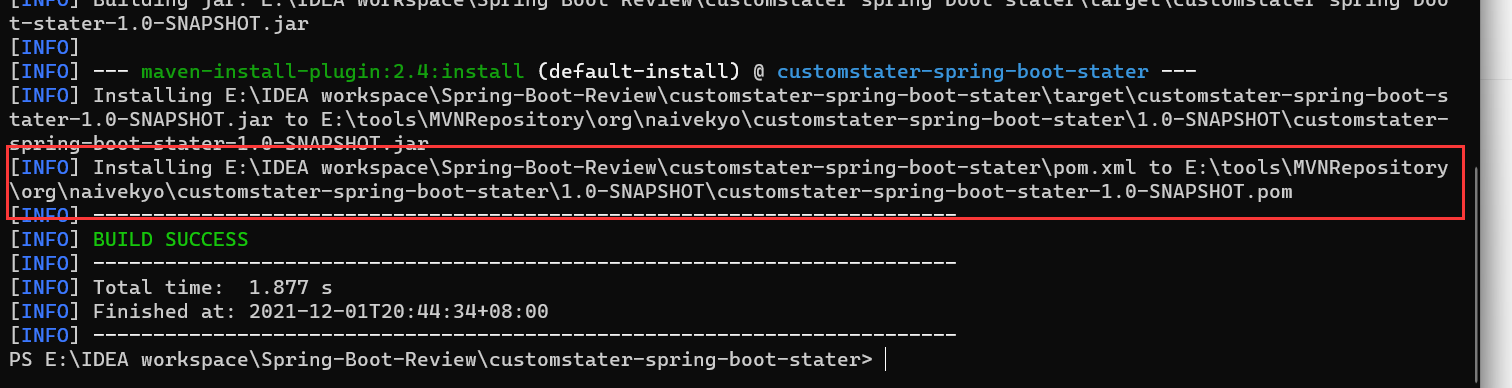 [INFO] Building jar: E:\IDEA workspace\Spring-Boot-Review\customstater-spring-boot-stater\target\customstater-spring-boo
t-stater-1.0-SNAPSHOT.jar
[INFO]
[INFO] --- maven-install-plugin:2.4:install (default-install) @ customstater-spring-boot-stater ---
[INFO] Installing E:\IDEA workspace\Spring-Boot-Review\customstater-spring-boot-stater\target\customstater-spring-boot-s
tater-1.0-SNAPSHOT.jar to E:\tools\MVNRepository\org\naivekyo\customstater-spring-boot-stater\1.0-SNAPSHOT\customstater-
spring-boot-stater-1.0-SNAPSHOT.jar
[INFO] Installing E:\IDEA workspace\Spring-Boot-Review\customstater-spring-boot-stater\pom.xml to E:\tools\MVNRepository
\org\naivekyo\customstater-spring-boot-stater\1.0-SNAPSHOT\customstater-spring-boot-stater-1.0-SNAPSHOT.pom
[INFO] ------------------------------------------------------------------------
[INFO] BUILD SUCCESS
[INFO] ------------------------------------------------------------------------
[INFO] Total time:  1.877 s
[INFO] Finished at: 2021-12-01T20:44:34+08:00
[INFO] ------------------------------------------------------------------------
PS E:\IDEA workspace\Spring-Boot-Review\customstater-spring-boot-stater>